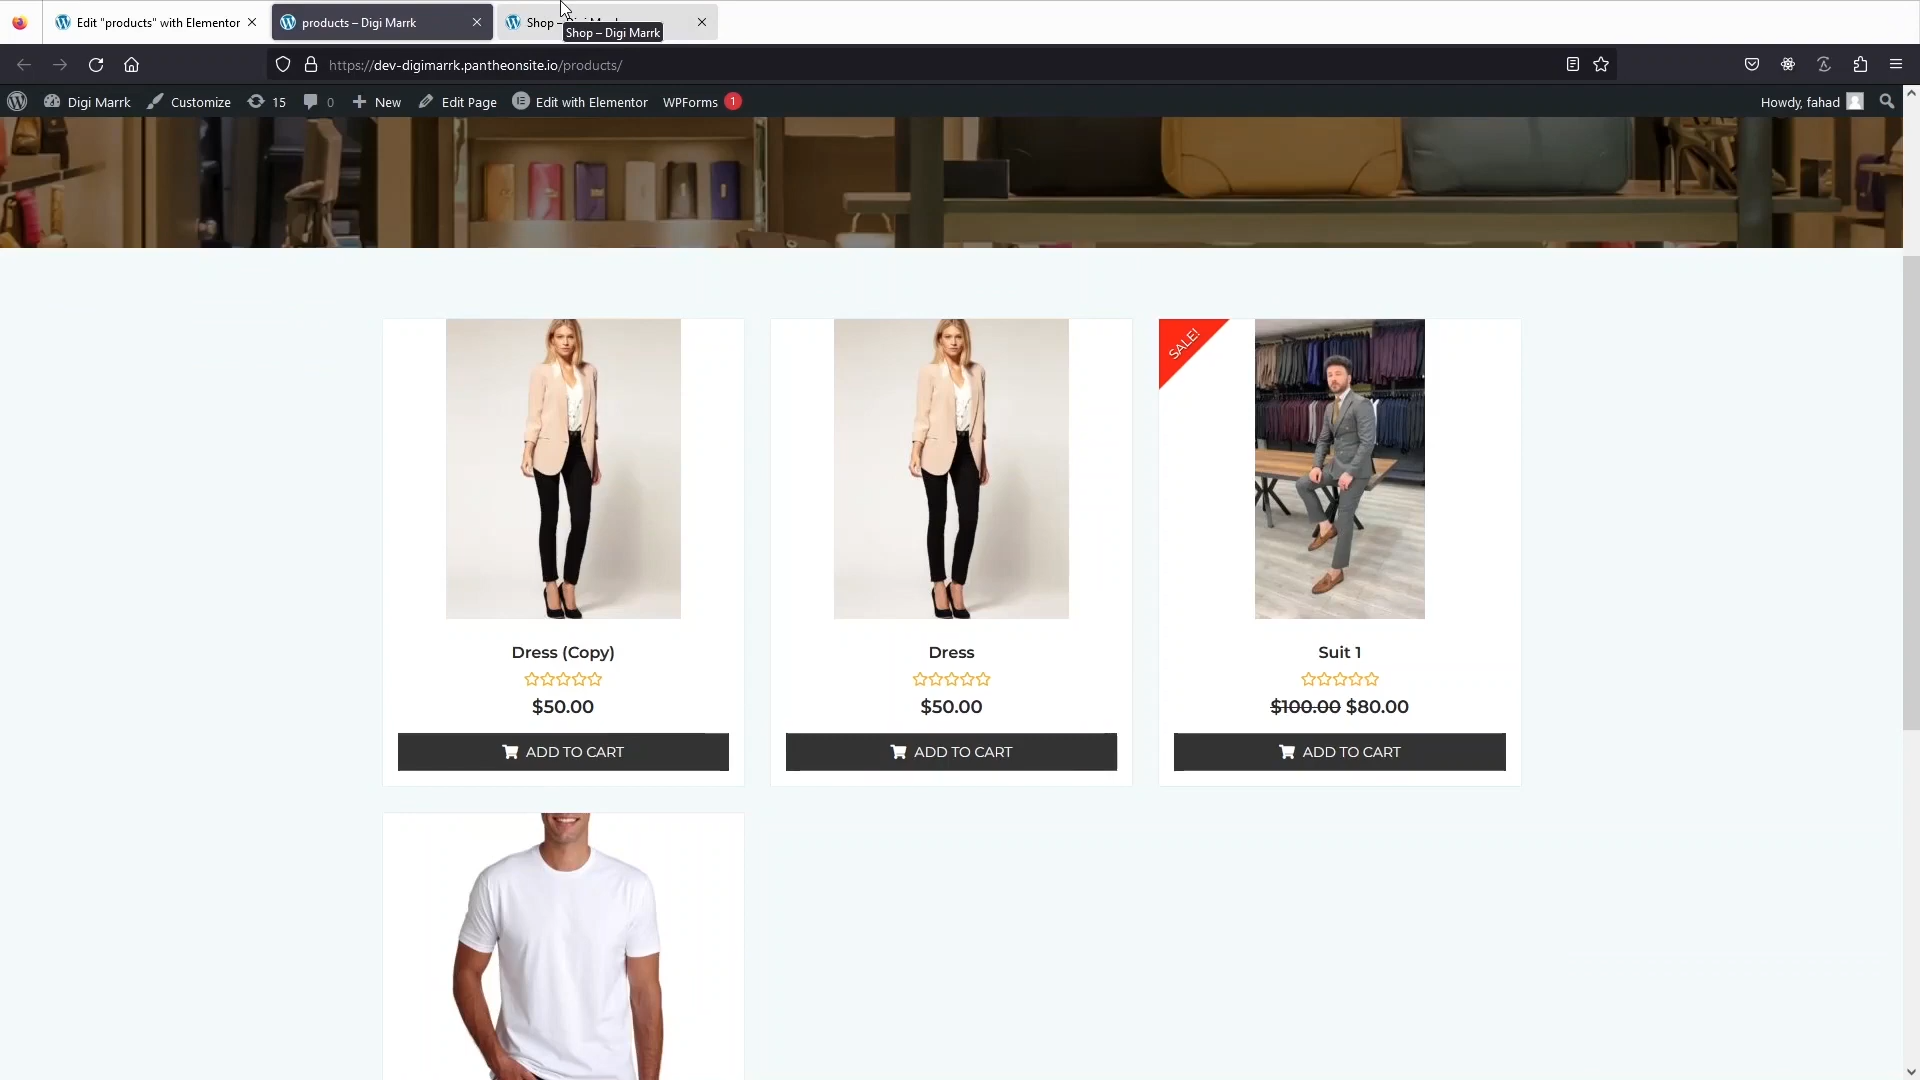 Edit "products" with Elementor
products – Digi Marrk
Shop –
Shop – Digi Marrk
https://dev-digimarrk.pantheonsite.io/products/
Digi Marrk
Customize
15
0
New
Edit Page
Edit with Elementor
WPForms
1
Howdy, fahad
SALE!
Dress (Copy)
$50.00
ADD TO CART
Dress
$50.00
ADD TO CART
Suit 1
$100.00 $80.00
ADD TO CART